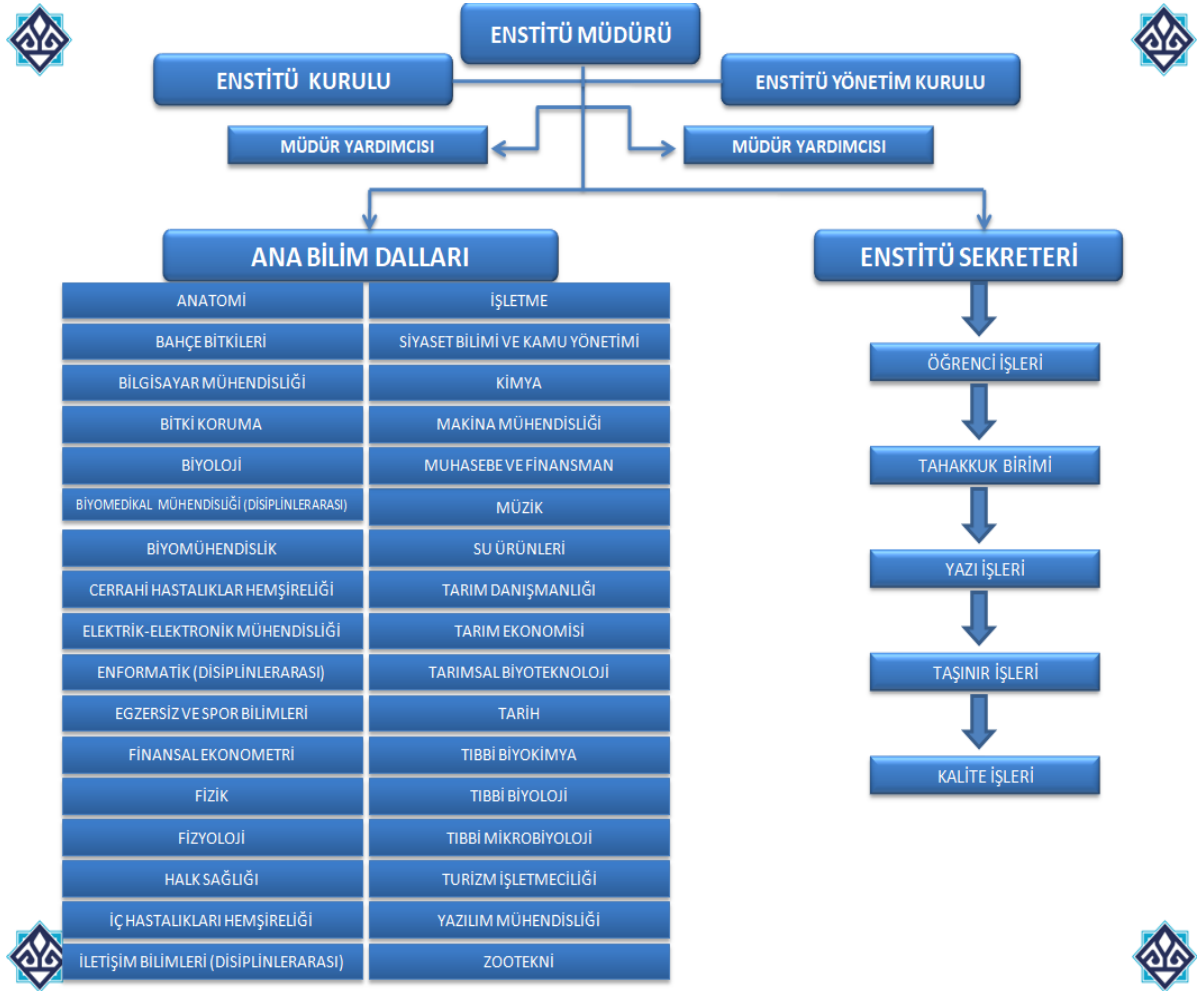 ENSTİTÜ MÜDÜRÜ
ENSTİTÜ KURULU
ENSTİTÜ YÖNETİM KURULU
MÜDÜR YARDIMCISI
MÜDÜR YARDIMCISI
ANA BİLİM DALLARI
ANATOMİ
BAHÇE BİTKİLERİ
BİLGİSAYAR MÜHENDİSLİĞİ
BİTKİ KORUMA
BİYOLOJİ
BİYOMEDİKAL MÜHENDİSLİĞİ (DİSİPLİNLERARASI)
BİYOMÜHENDİSLİK
CERRAHİ HASTALIKLAR HEMŞİRELİĞİ
ELEKTRİK-ELEKTRONİK MÜHENDİSLİĞİ
ENFORMATİK (DİSİPLİNLERARASI)
EGZERSİZ VE SPOR BİLİMLERİ
FİNANSAL EKONOMETRİ
FİZİK
FİZYOLOJİ
HALK SAĞLIĞI
İÇ HASTALIKLARI HEMŞİRELİĞİ
İLETİŞİM BİLİMLERİ (DİSİPLİNLERARASI)
İŞLETME
SİYASET BİLİMİ VE KAMU YÖNETİMİ
KİMYA
MAKİNA MÜHENDİSLİĞİ
MUHASEBE VE FİNANSMAN
MÜZİK
SU ÜRÜNLERİ
TARIM DANIŞMANLIĞI
TARIM EKONOMİSİ
TARIMSAL BİYOTEKNOLOJİ
TARİH
TIBBİ BİYOKİMYA
TIBBİ BİYOLOJİ
TIBBİ MİKROBİYOLOJİ
TURİZM İŞLETMECİLİĞİ
YAZILIM MÜHENDİSLİĞİ
ZOOTEKNİ
ENSTİTÜ SEKRETERİ
ÖĞRENCİ İŞLERİ
TAHAKKUK BİRİMİ
YAZI İŞLERİ
TAŞINIR İŞLERİ
KALİTE İŞLERİ